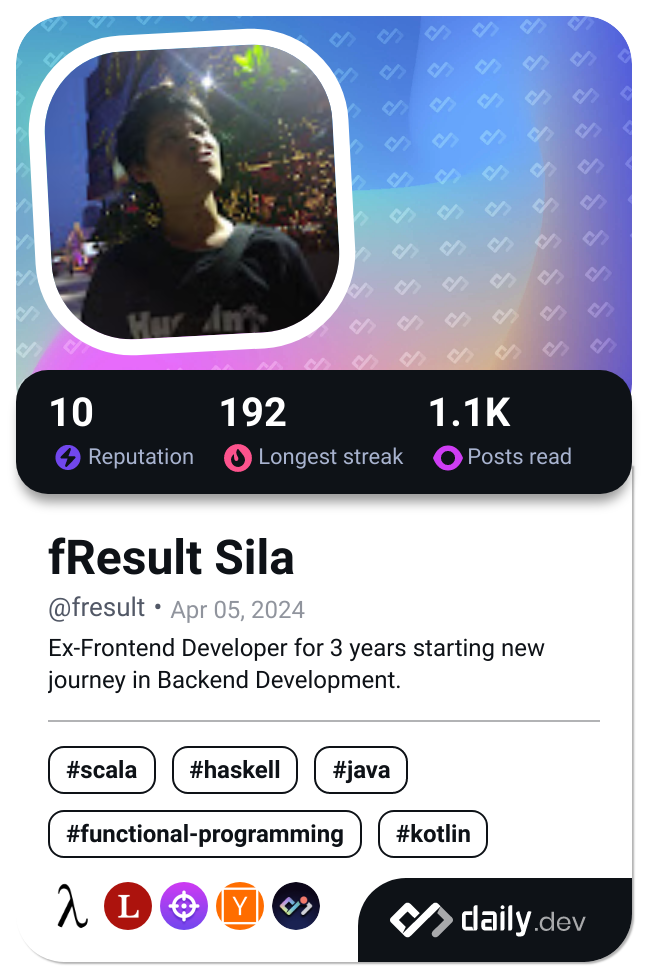 10 192 1.1K
Reputation Longest streak Posts read
fResult Sila
@fresult • Apr 05, 2024
Ex-Frontend Developer for 3 years starting new
journey in Backend Development.
#scala #haskell #java
#functional-programming #kotlin
λ L Y daily.dev